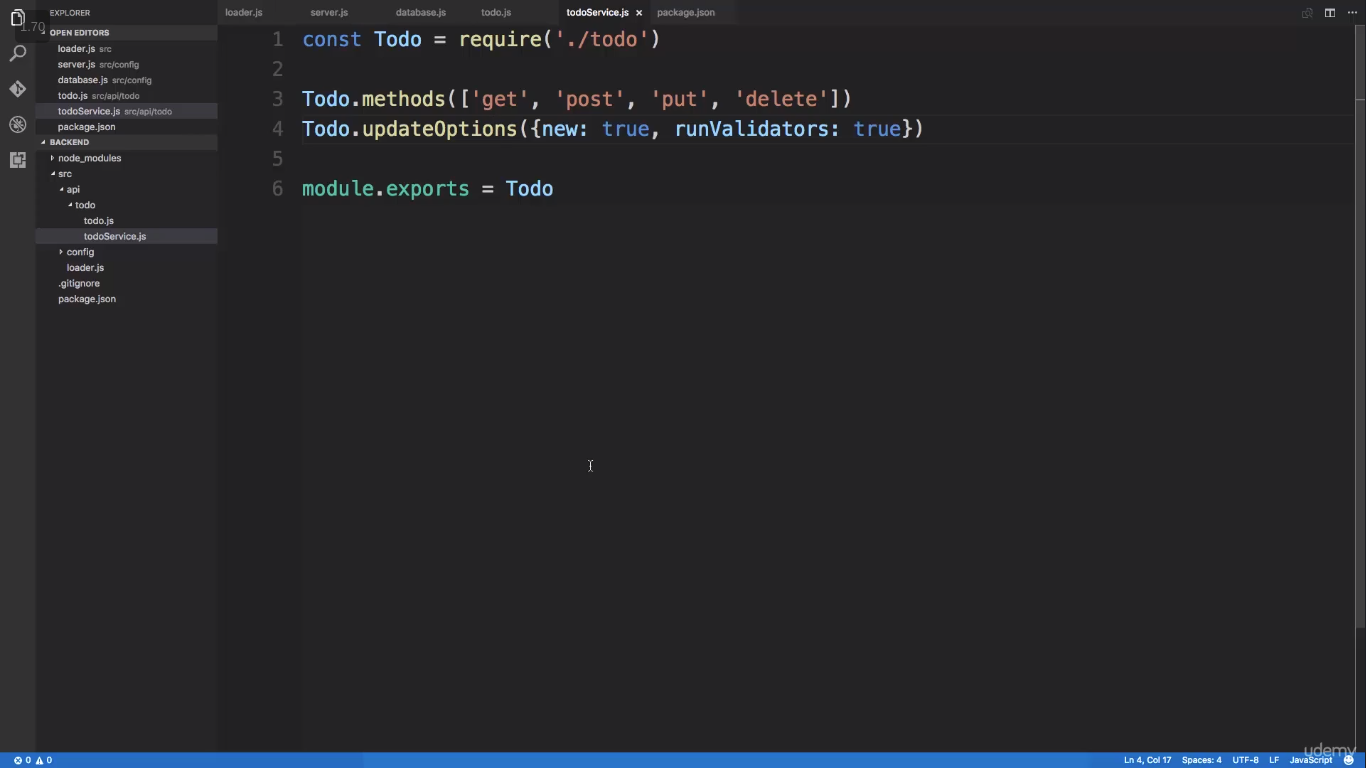 1.70
EXPLORER
OPEN EDITORS
loader.js src
server.js src/config
database.js src/config
todo.js src/api/todo
todoService.js src/api/todo
package.json
BACKEND
node_modules
src
api
todo
todo.js
todoService.js
config
loader.js
.gitignore
package.json
loader.js server.js database.js todo.js todoService.js × package.json
1 const Todo = require('./todo')
2
3 Todo.methods(['get', 'post', 'put', 'delete'])
4 Todo.updateOptions({new: true, runValidators: true})
5
6 module.exports = Todo
udemy
0 0 Ln 4, Col 17 Spaces: 4 UTF-8 LF JavaScript